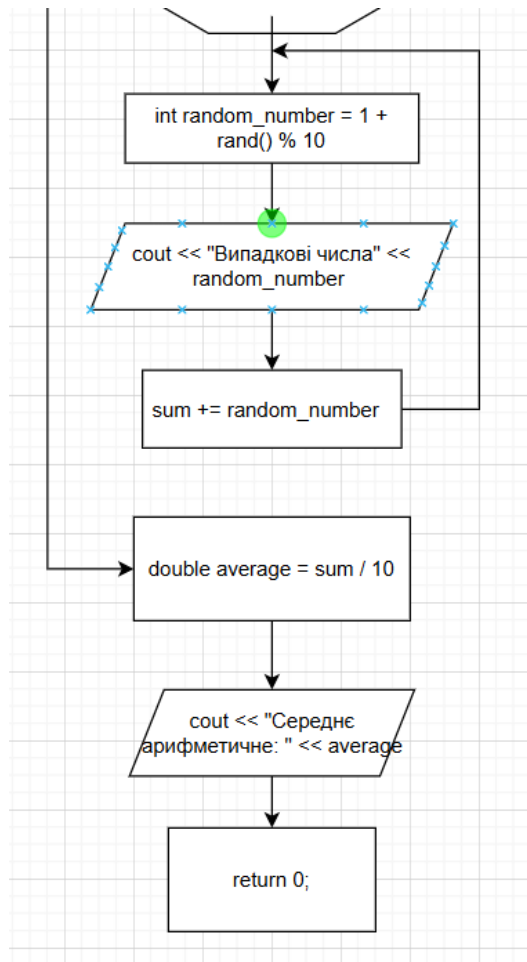 int random_number = 1 +
rand() % 10
cout << "Випадкові числа" <<
random_number
sum += random_number
double average = sum / 10
cout << "Середнє
арифметичне: " << average
return 0;